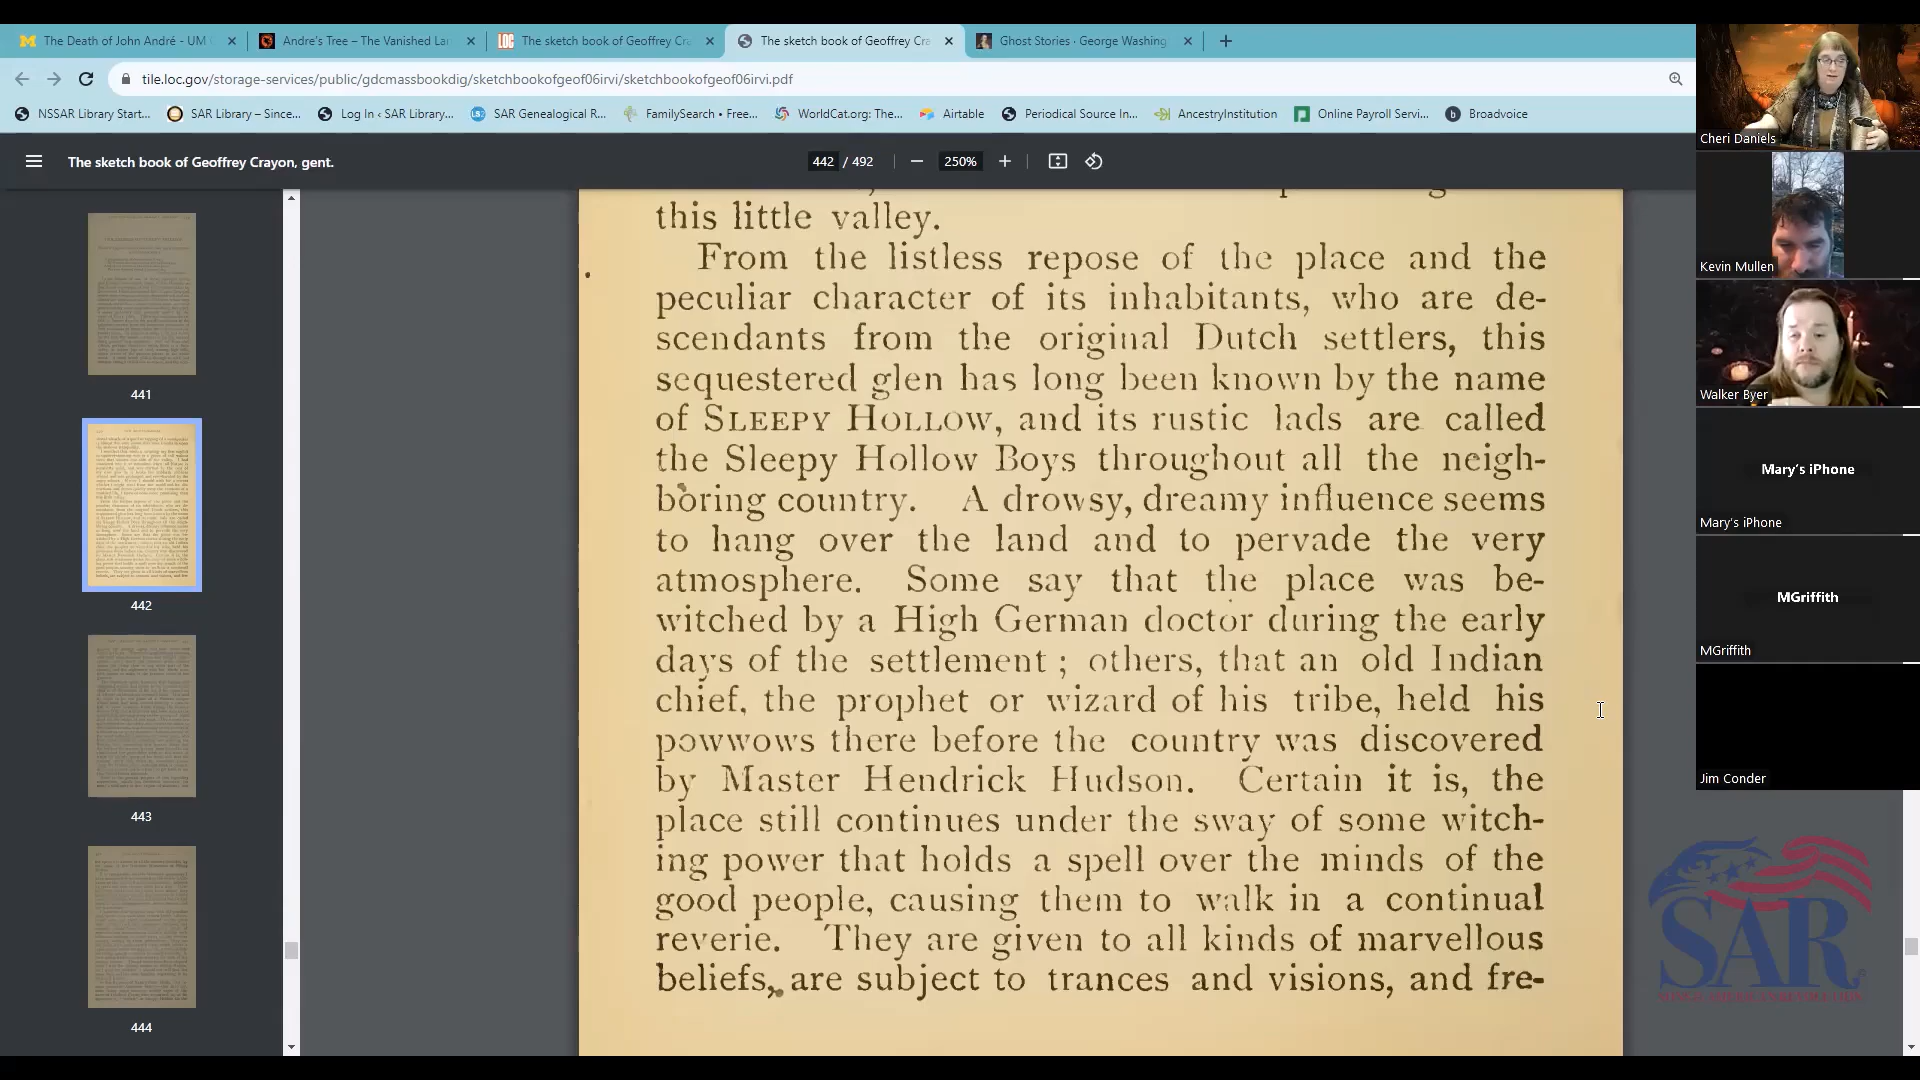 The Death of John André - UM
Andre's Tree – The Vanished La
LOC
The sketch book of Geoffrey Cra
The sketch book of Geoffrey Cra
Ghost Stories · George Washing
tile.loc.gov/storage-services/public/gdcmassbookdig/sketchbookofgeof06irvi/sketchbookofgeof06irvi.pdf
NSSAR Library Start...
SAR Library – Since...
Log In ‹ SAR Library...
SAR Genealogical R...
FamilySearch • Free...
WorldCat.org: The...
Airtable
Periodical Source In...
AncestryInstitution
Online Payroll Servi...
Broadvoice
The sketch book of Geoffrey Crayon, gent.
442 / 492
250%
441
442
443
444
this little valley.
From the listless repose of the place and the
peculiar character of its inhabitants, who are de-
scendants from the original Dutch settlers, this
sequestered glen has long been known by the name
of SLEEPY HOLLOW, and its rustic lads are called
the Sleepy Hollow Boys throughout all the neigh-
boring country. A drowsy, dreamy influence seems
to hang over the land and to pervade the very
atmosphere. Some say that the place was be-
witched by a High German doctor during the early
days of the settlement ; others, that an old Indian
chief, the prophet or wizard of his tribe, held his
powwows there before the country was discovered
by Master Hendrick Hudson. Certain it is, the
place still continues under the sway of some witch-
ing power that holds a spell over the minds of the
good people, causing them to walk in a continual
reverie. They are given to all kinds of marvellous
beliefs, are subject to trances and visions, and fre-
Cheri Daniels
Kevin Mullen
Walker Byer
Mary's iPhone
Mary's iPhone
MGriffith
MGriffith
Jim Conder
SAR